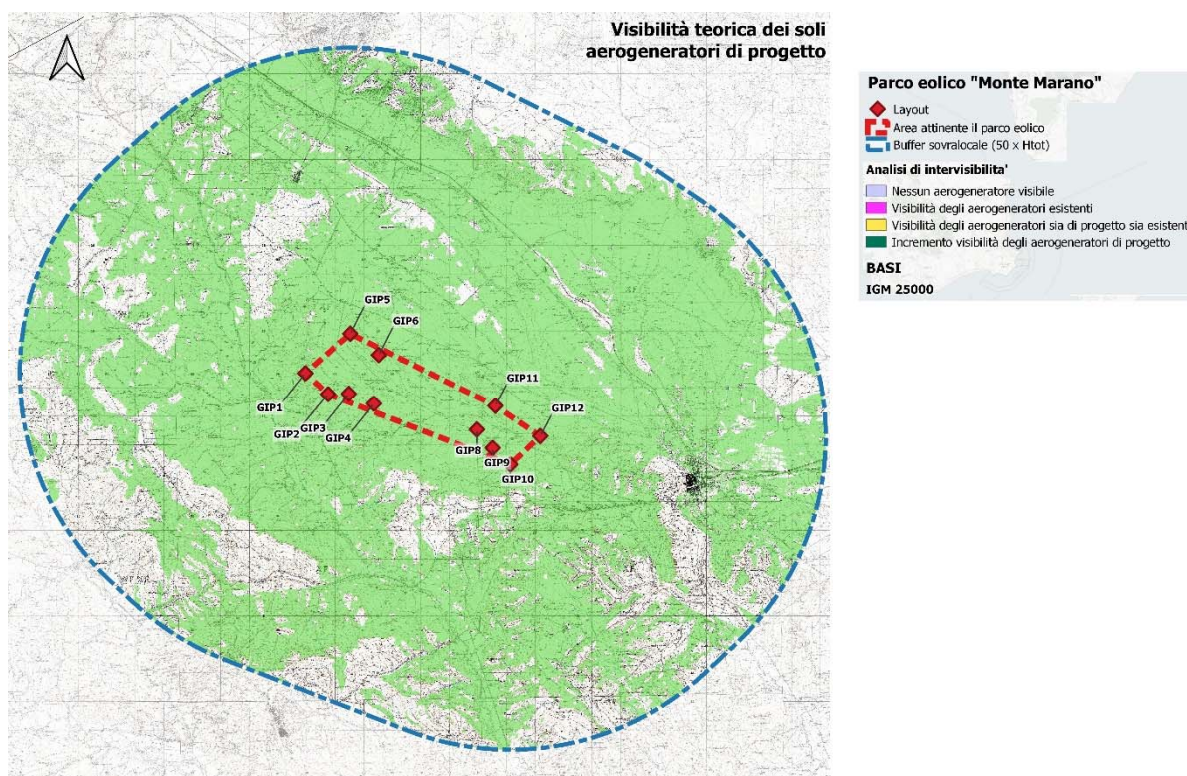 Visibilità teorica dei soli
aerogeneratori di progetto
GIP5
GIP6
GIP1
GIP11
GIP2
GIP3
GIP4
GIP12
GIP8
GIP9
GIP10
Parco eolico "Monte Marano"
Layout
Area attinente il parco eolico
Buffer sovralocale (50 x Htot)
Analisi di intervisibilita'
Nessun aerogeneratore visibile
Visibilità degli aerogeneratori esistenti
Visibilità degli aerogeneratori sia di progetto sia esistent
Incremento visibilità degli aerogeneratori di progetto
BASI
IGM 25000